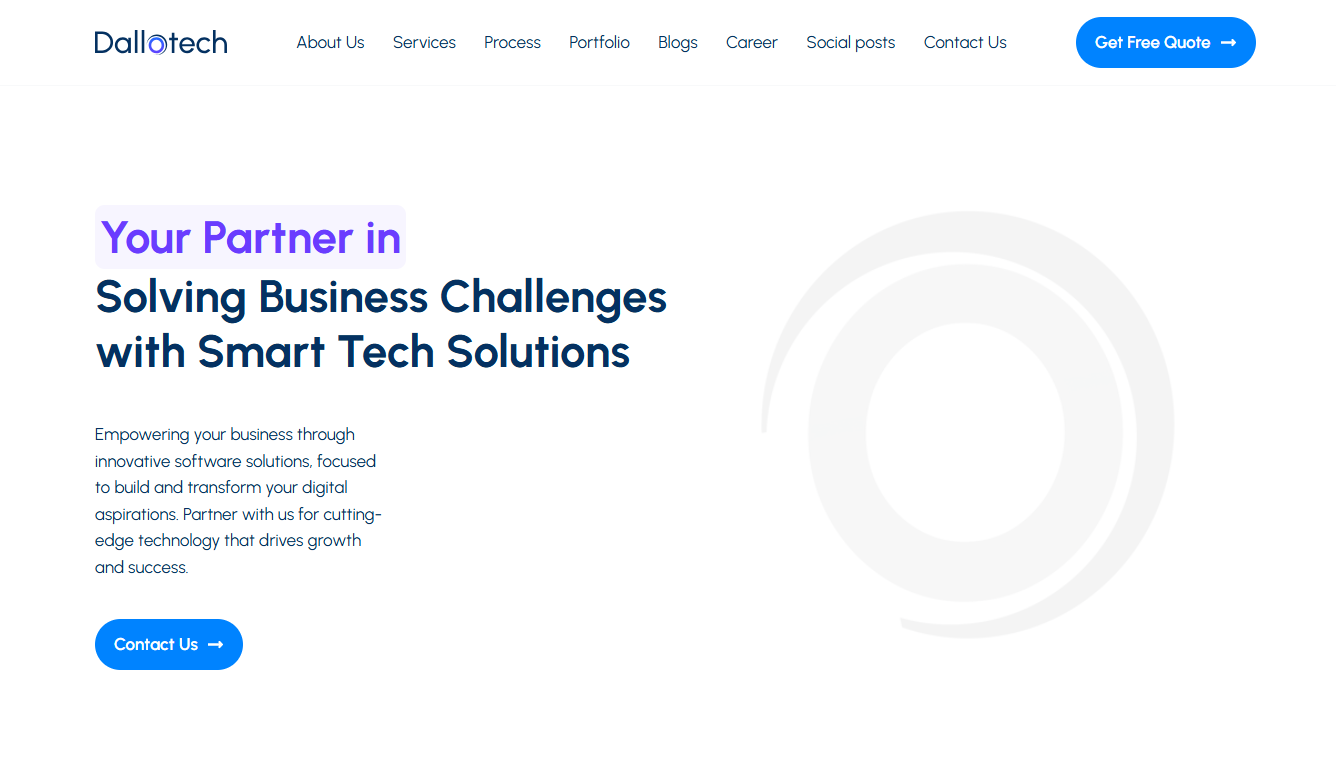 Dallotech
About Us
Services
Process
Portfolio
Blogs
Career
Social posts
Contact Us
Get Free Quote
Your Partner in
Solving Business Challenges
with Smart Tech Solutions
Empowering your business through
innovative software solutions, focused
to build and transform your digital
aspirations. Partner with us for cutting-
edge technology that drives growth
and success.
Contact Us